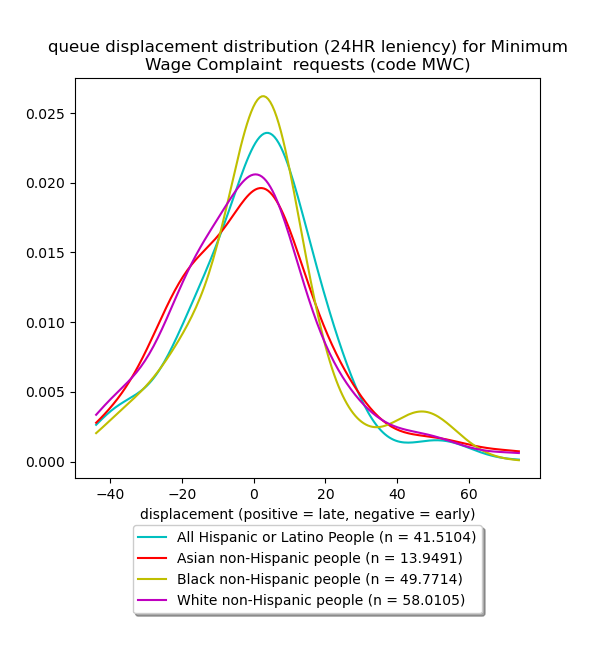 queue displacement distribution (24HR leniency) for Minimum
Wage Complaint  requests (code MWC)
0.025
0.020
0.015
0.010
0.005
0.000
−40 −20 0 20 40 60
displacement (positive = late, negative = early)
All Hispanic or Latino People (n = 41.5104)
Asian non-Hispanic people (n = 13.9491)
Black non-Hispanic people (n = 49.7714)
White non-Hispanic people (n = 58.0105)